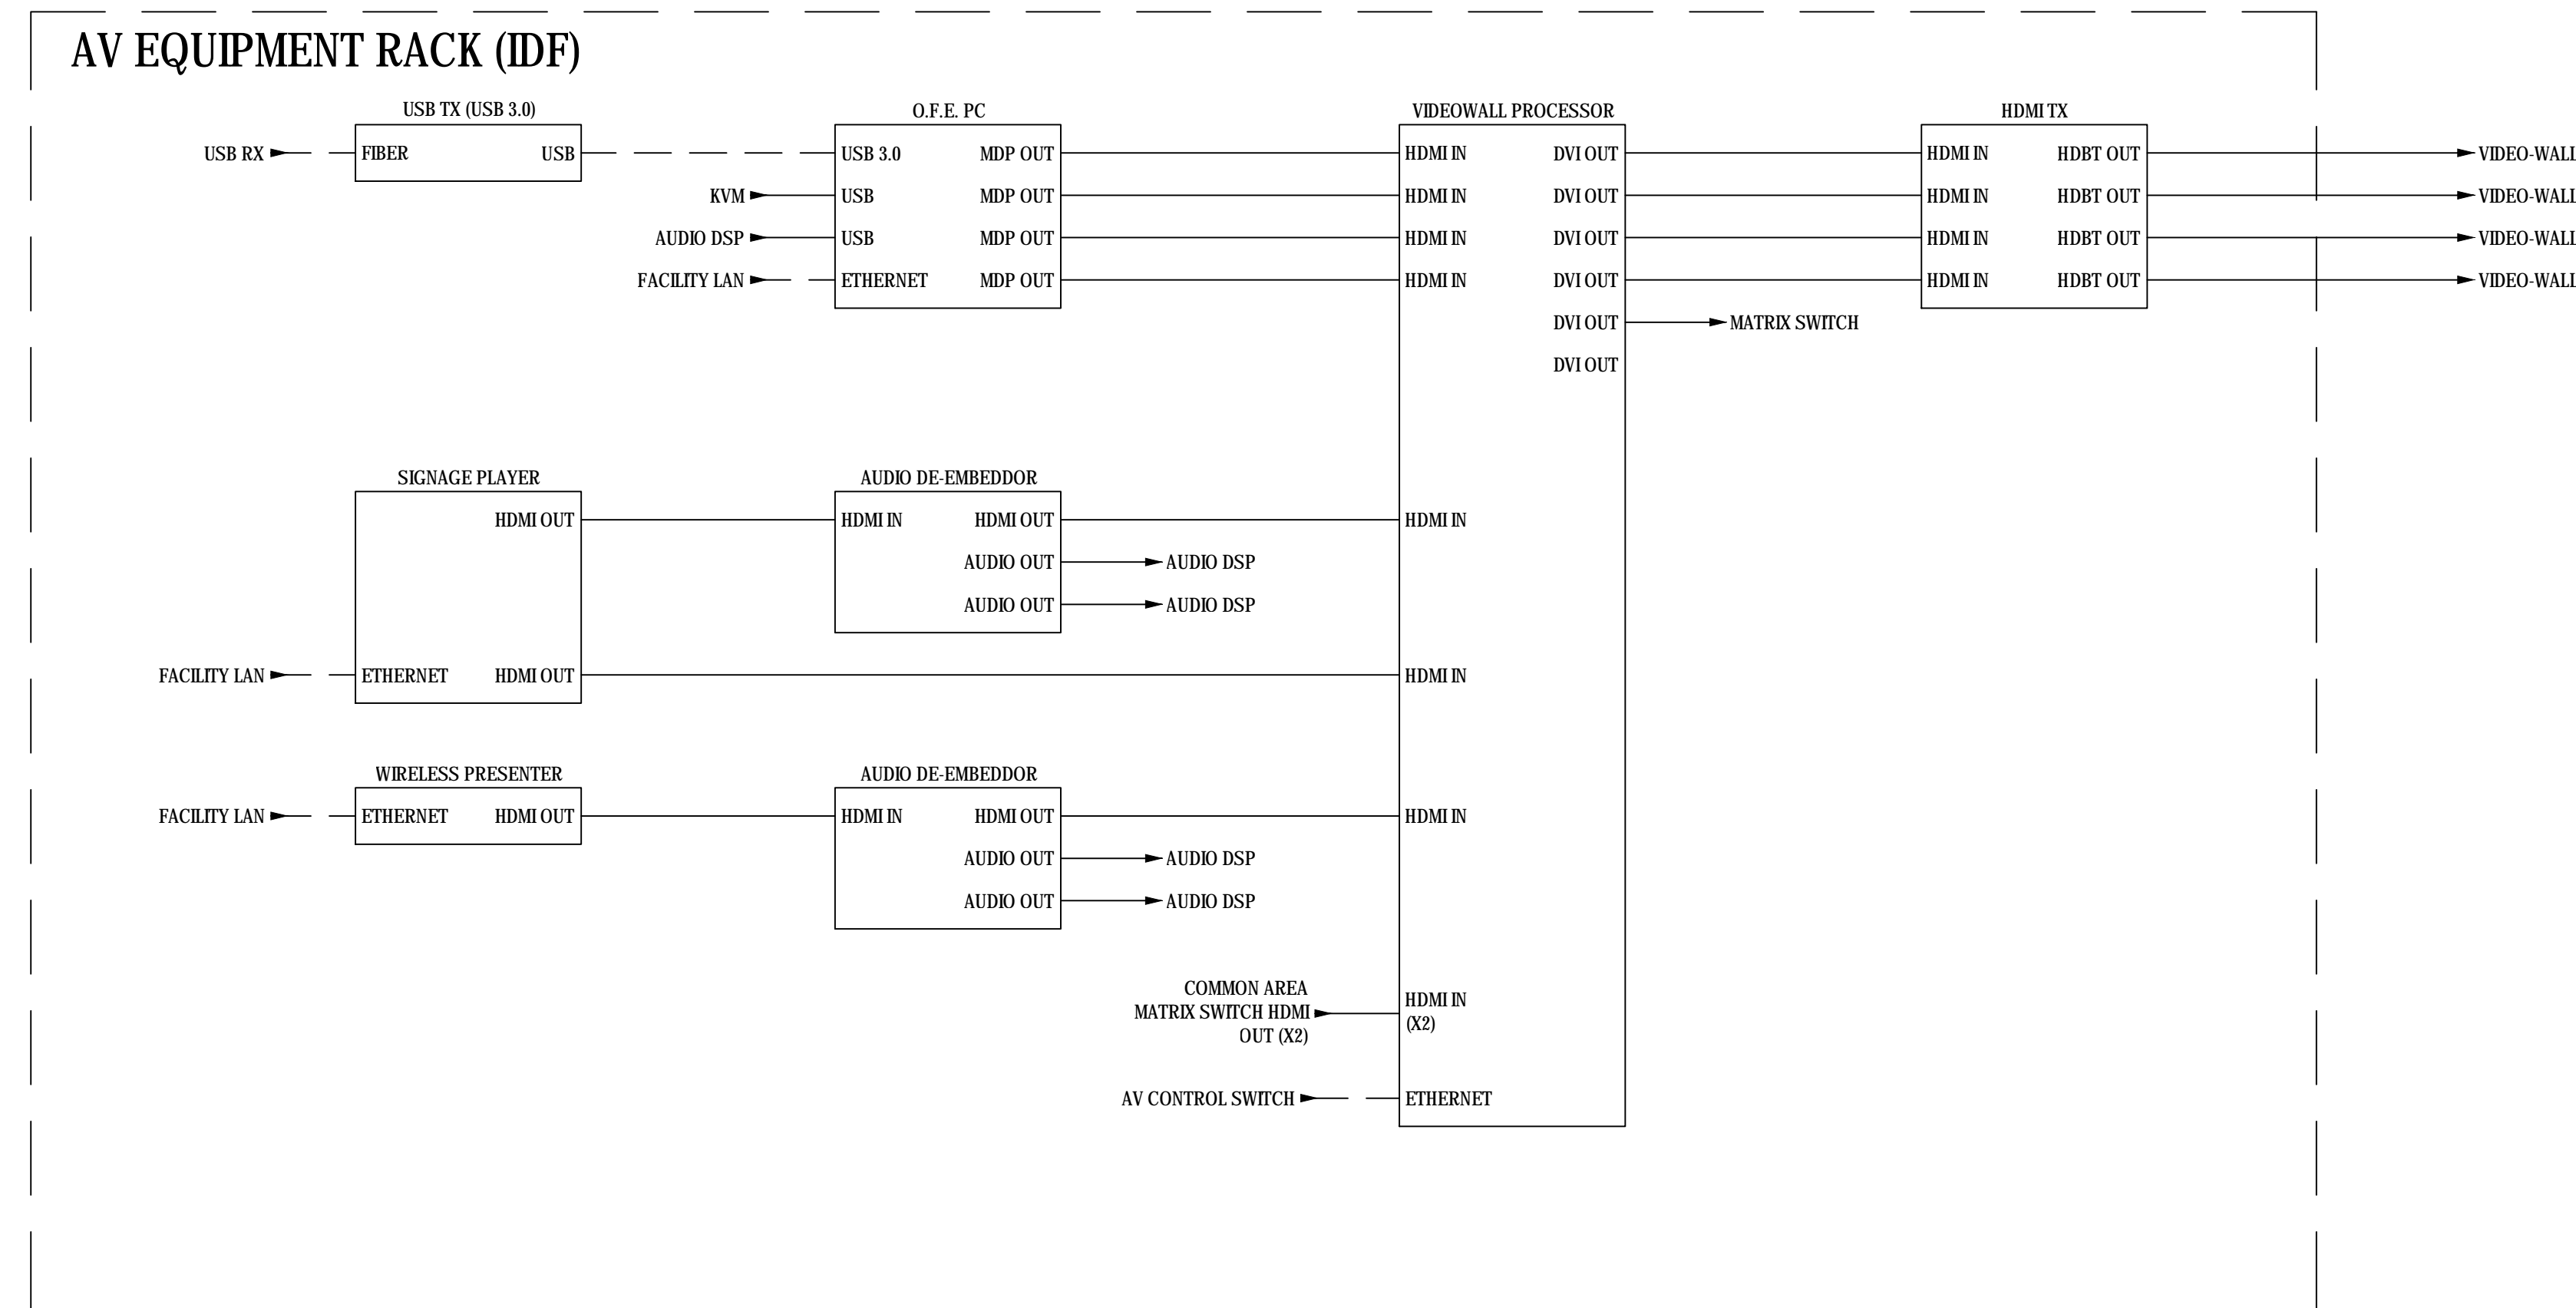 AV EQUIPMENT RACK (IDF)
USB TX (USB 3.0)
O.F.E. PC
VIDEOWALL PROCESSOR
HDMI TX
USB RX
FIBER
USB
USB 3.0
MDP OUT
HDMI IN
DVI OUT
HDMI IN
HDBT OUT
VIDEO-WALL
KVM
USB
MDP OUT
HDMI IN
DVI OUT
HDMI IN
HDBT OUT
VIDEO-WALL
AUDIO DSP
USB
MDP OUT
HDMI IN
DVI OUT
HDMI IN
HDBT OUT
VIDEO-WALL
FACILITY LAN
ETHERNET
MDP OUT
HDMI IN
DVI OUT
HDMI IN
HDBT OUT
VIDEO-WALL
DVI OUT
MATRIX SWITCH
DVI OUT
SIGNAGE PLAYER
AUDIO DE-EMBEDDOR
HDMI OUT
HDMI IN
HDMI OUT
HDMI IN
AUDIO OUT
AUDIO DSP
AUDIO OUT
AUDIO DSP
FACILITY LAN
ETHERNET
HDMI OUT
HDMI IN
WIRELESS PRESENTER
AUDIO DE-EMBEDDOR
FACILITY LAN
ETHERNET
HDMI OUT
HDMI IN
HDMI OUT
HDMI IN
AUDIO OUT
AUDIO DSP
AUDIO OUT
AUDIO DSP
COMMON AREA
MATRIX SWITCH HDMI
OUT (X2)
HDMI IN
(X2)
AV CONTROL SWITCH
ETHERNET